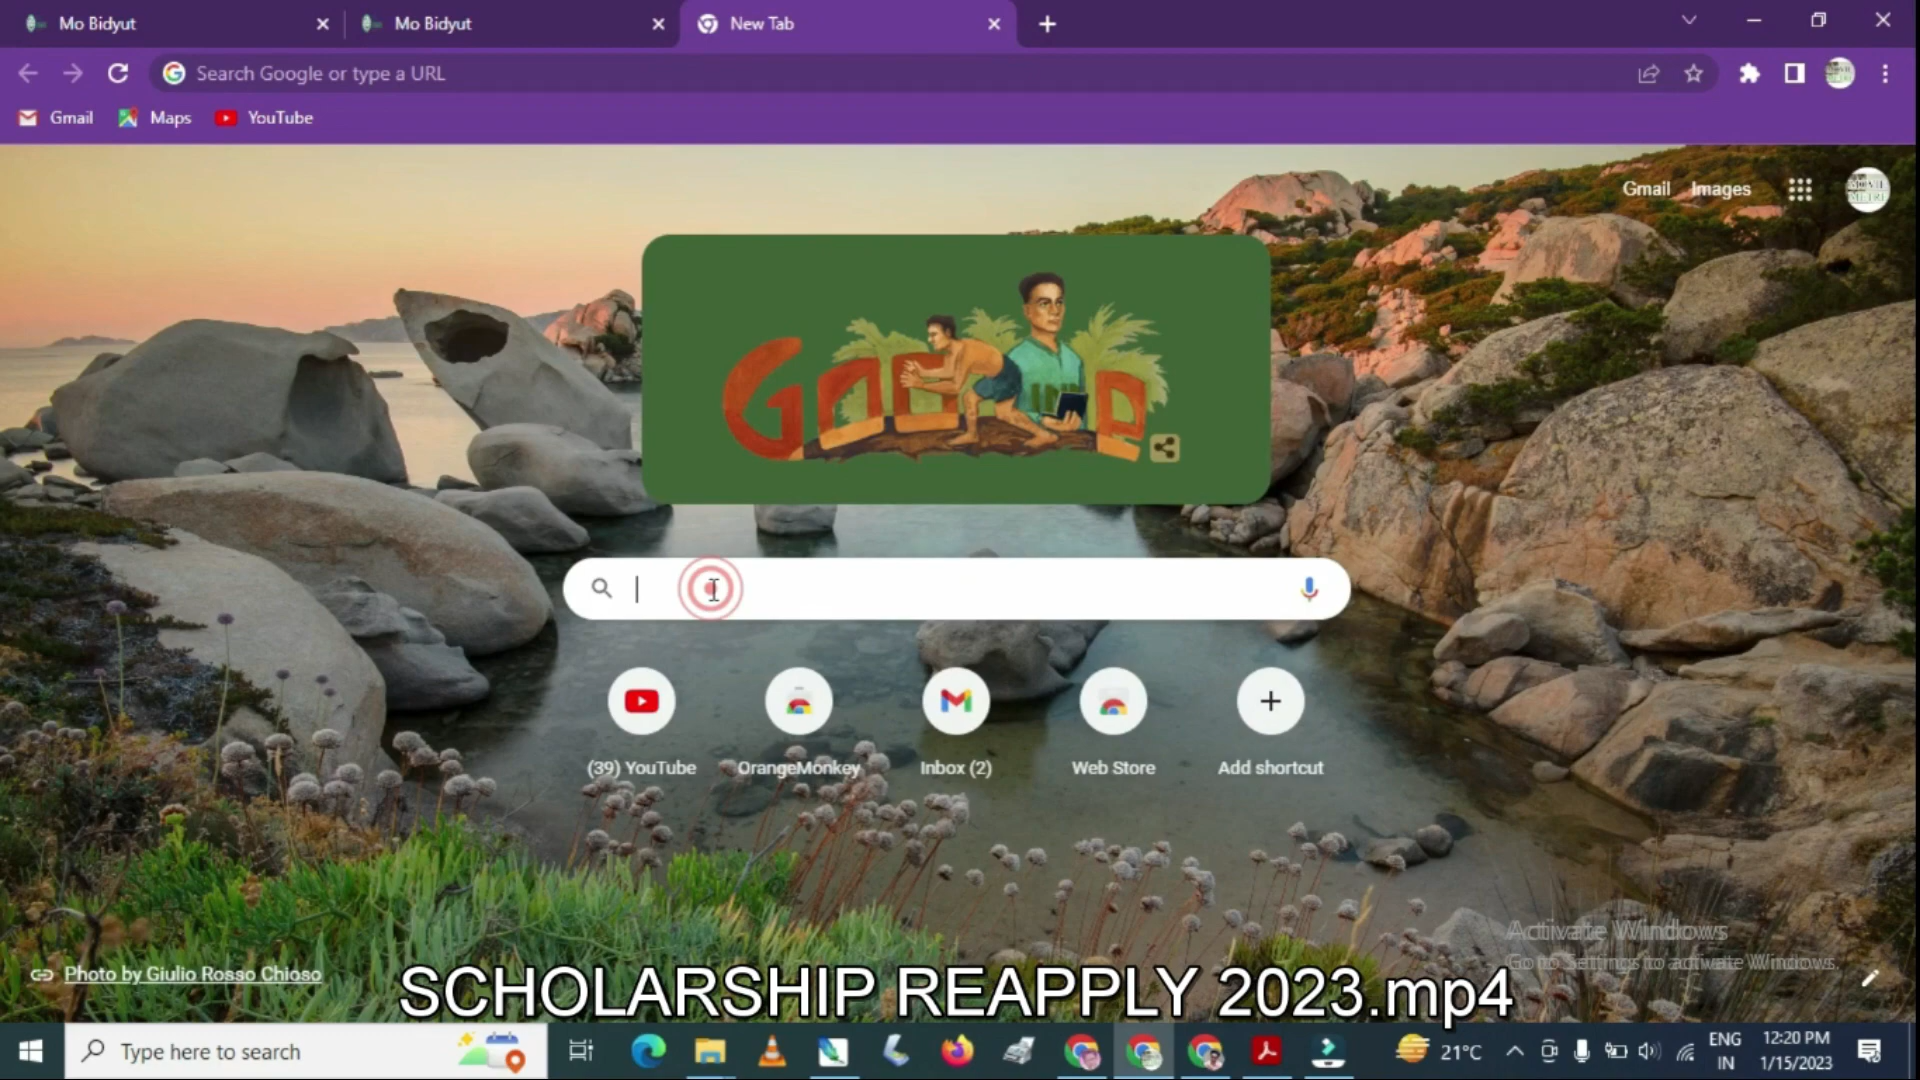 Mo Bidyut
Mo Bidyut
New Tab
Search Google or type a URL
Gmail
Maps
YouTube
Gmail
Images
(39) YouTube
OrangeMonkey
Inbox (2)
Web Store
Add shortcut
Activate Windows
Go to Settings to activate Windows.
Photo by Giulio Rosso Chioso
SCHOLARSHIP REAPPLY 2023.mp4
Type here to search
21°C
ENG
IN
12:20 PM
1/15/2023